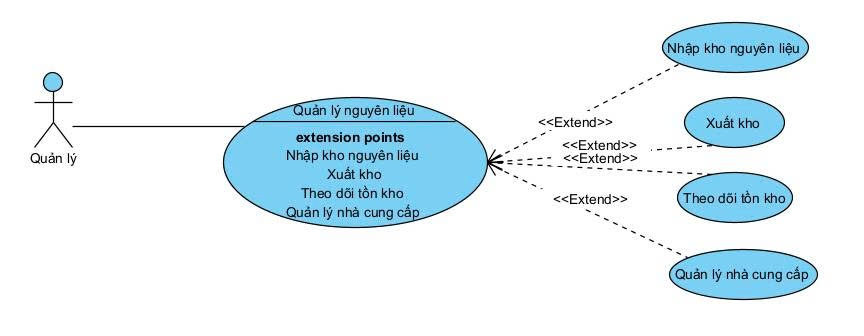 Quản lý
Quản lý nguyên liệu
extension points
Nhập kho nguyên liệu
Xuất kho
Theo dõi tồn kho
Quản lý nhà cung cấp
<<Extend>>
<<Extend>>
<<Extend>>
<<Extend>>
Nhập kho nguyên liệu
Xuất kho
Theo dõi tồn kho
Quản lý nhà cung cấp